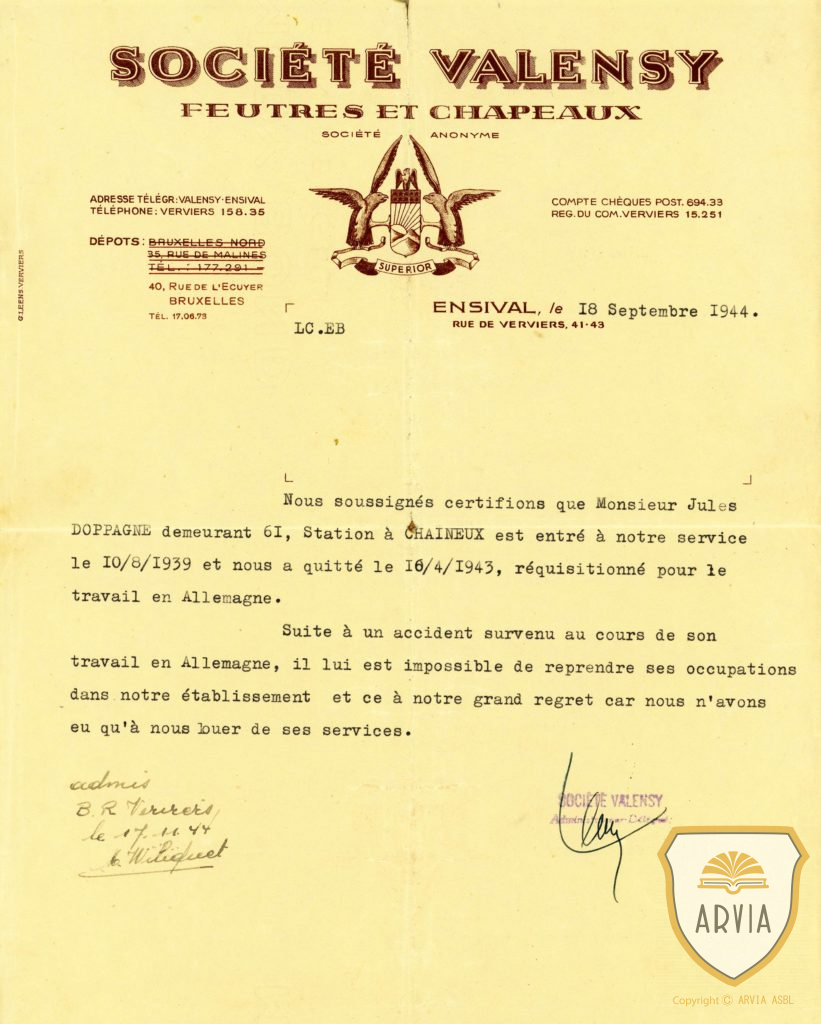 SOCIÉTÉ VALENSY
FEUTRES ET CHAPEAUX
SOCIÉTÉ ANONYME
ADRESSE TÉLÉGR: VALENSY-ENSIVAL
TÉLÉPHONE: VERVIERS 158.35
COMPTE CHÈQUES POST. 694.33
REG. DU COM. VERVIERS 15.251
DÉPOTS: BRUXELLES NORD
35, RUE DE MALINES
TÉL. : 177.291
40, RUE DE L'ECUYER
BRUXELLES
TÉL. 17.06.73
SUPERIOR
G. LEENS VERVIERS
ENSIVAL, le 18 Septembre 1944.
RUE DE VERVIERS, 41-43
LC.EB
Nous soussignés certifions que Monsieur Jules
DOPPAGNE demeurant 6I, Station à CHAINEUX est entré à notre service
le 10/8/1939 et nous a quitté le 16/4/1943, réquisitionné pour le
travail en Allemagne.
Suite à un accident survenu au cours de son
travail en Allemagne, il lui est impossible de reprendre ses occupations
dans notre établissement et ce à notre grand regret car nous n'avons
eu qu'à nous louer de ses services.
admis
B. R. Verviers
le 17-11-44
SOCIÉTÉ VALENSY
ARVIA
Copyright © ARVIA ASBL